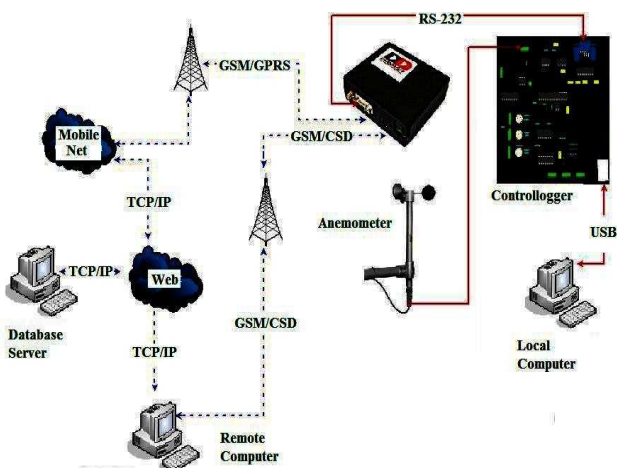 RS-232
GSM/GPRS
Mobile
Net
GSM/CSD
Controllogger
TCP/IP
Anemometer
USB
TCP/IP
Web
Database
Server
GSM/CSD
Local
Computer
TCP/IP
Remote
Computer